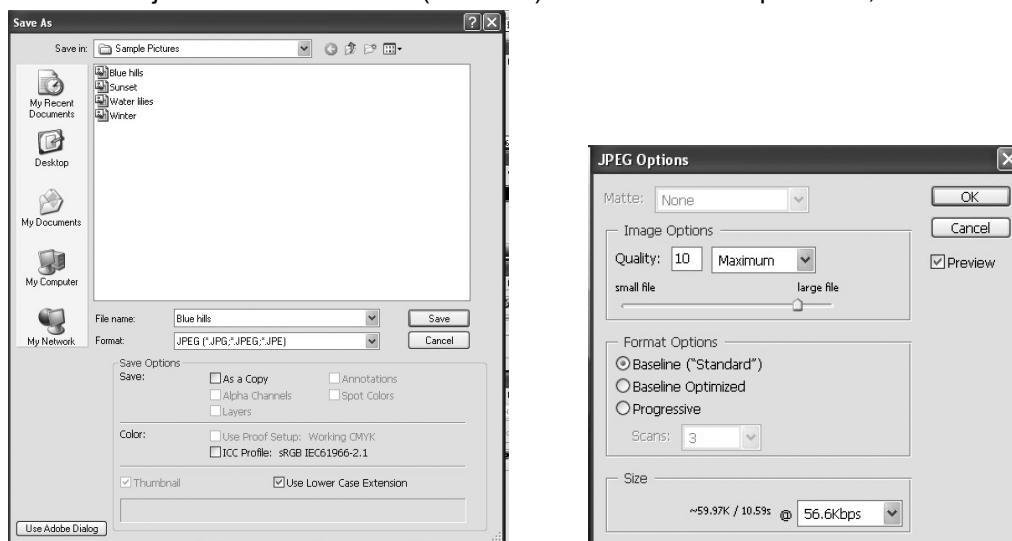 Save As
Save in:
Sample Pictures
My Recent
Documents
Desktop
My Documents
My Computer
My Network
Blue hills
Sunset
Water lilies
Winter
File name:
Blue hills
Save
Format:
JPEG (*.JPG;*.JPEG;*.JPE)
Cancel
Save Options
Save:
As a Copy
Annotations
Alpha Channels
Spot Colors
Layers
Color:
Use Proof Setup: Working CMYK
ICC Profile: sRGB IEC61966-2.1
Thumbnail
Use Lower Case Extension
Use Adobe Dialog
JPEG Options
Matte:
None
OK
Cancel
Preview
Image Options
Quality:
10
Maximum
small file
large file
Format Options
Baseline ("Standard")
Baseline Optimized
Progressive
Scans:
3
Size
~59.97K / 10.59s @ 56.6Kbps